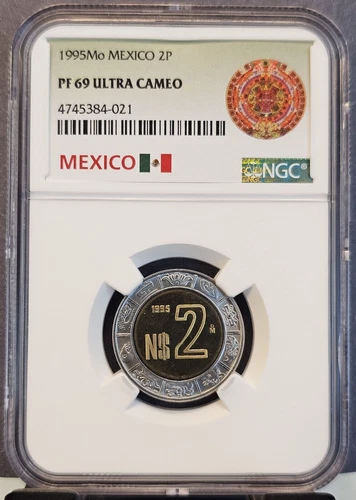 1995Mo MEXICO 2P
PF 69 ULTRA CAMEO
4745384-021
MEXICO
NGC®
1995
M
N$2